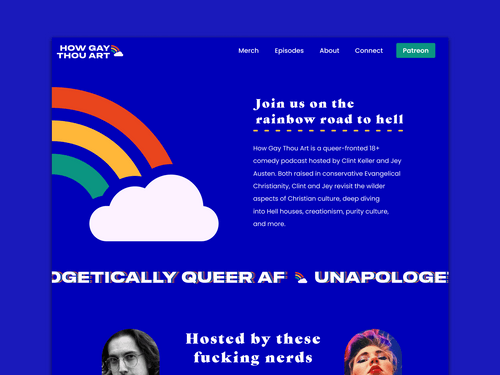 HOW GAY
THOU ART
Merch Episodes About Connect Patreon
Join us on the
rainbow road to hell
How Gay Thou Art is a queer-fronted 18+
comedy podcast hosted by Clint Keller and Jey
Austen. Both raised in conservative Evangelical
Christianity, Clint and Jey revisit the wilder
aspects of Christian culture, deep diving
into Hell houses, creationism, purity culture,
and more.
OGETICALLY QUEER AF UNAPOLOGE
Hosted by these
fucking nerds